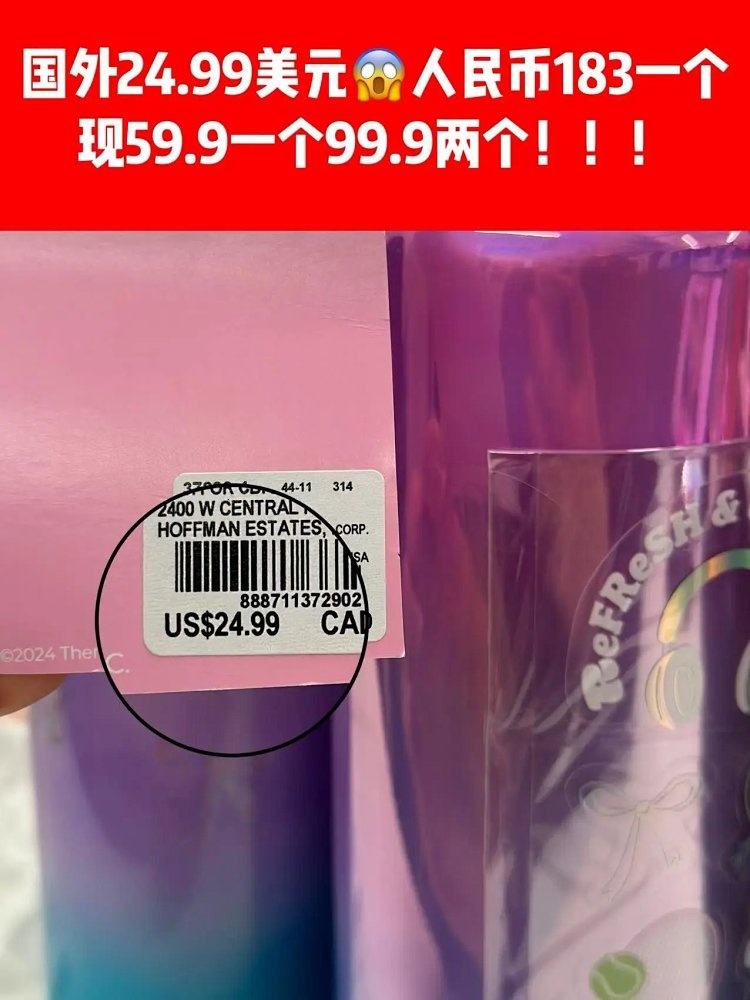 国外24.99美元😱人民币183一个
现59.9一个99.9两个！！！
44-11 314
2400 W CENTRAL
HOFFMAN ESTATES, CORP.
888711372902
US$24.99 CAD
©2024 Ther C.
ReFReSH &